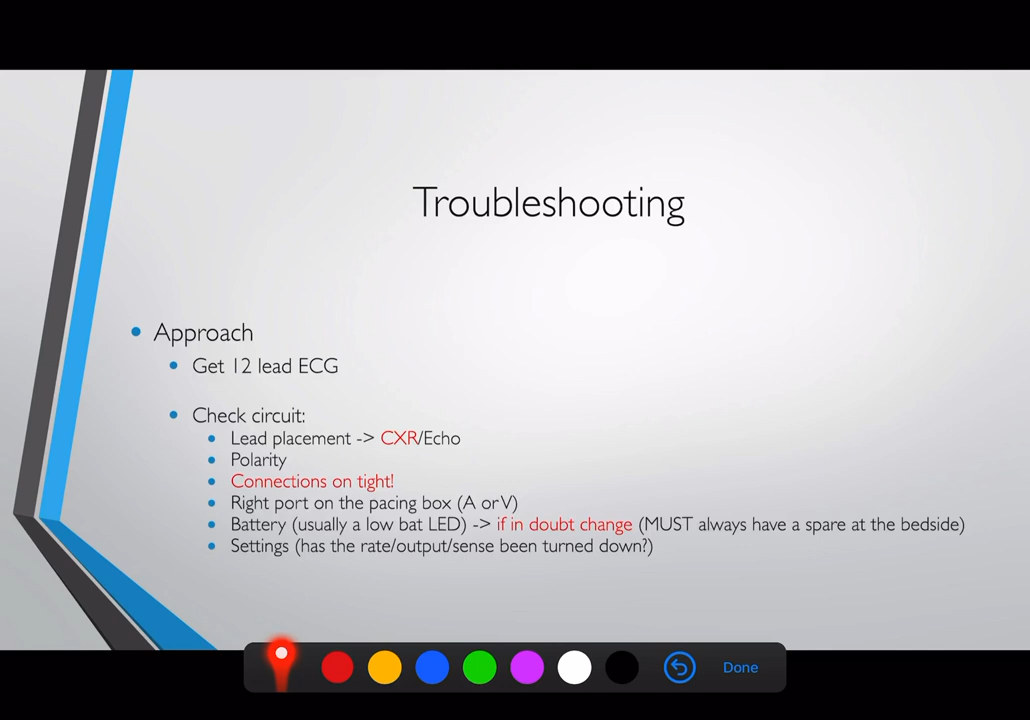 Troubleshooting
Approach
Get 12 lead ECG
Check circuit:
Lead placement -> CXR/Echo
Polarity
Connections on tight!
Right port on the pacing box (A or V)
Battery (usually a low bat LED) -> if in doubt change (MUST always have a spare at the bedside)
Settings (has the rate/output/sense been turned down?)
Done